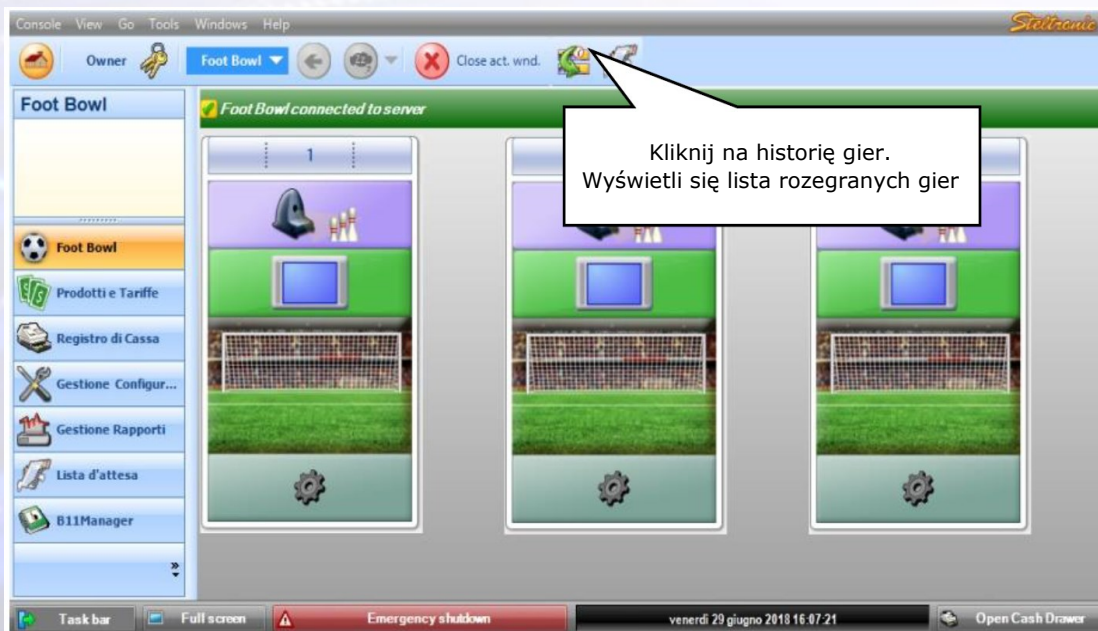 Console View Go Tools Windows Help
Steltronic
Owner Foot Bowl Close act. wnd.
Foot Bowl
Foot Bowl connected to server
Kliknij na historię gier.
Wyświetli się lista rozegranych gier
1
Foot Bowl
Prodotti e Tariffe
Registro di Cassa
Gestione Configur...
Gestione Rapporti
Lista d'attesa
B11Manager
Task bar Full screen Emergency shutdown venerdì 29 giugno 2018 16:07:21 Open Cash Drawer